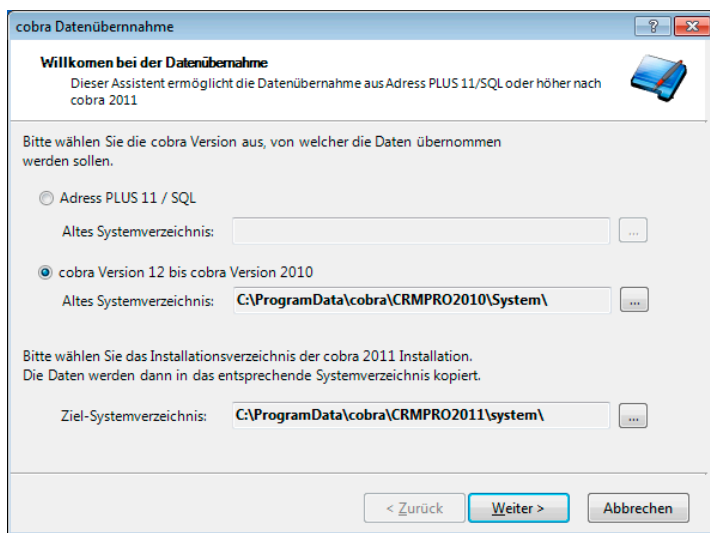 cobra Datenübernnahme
Willkomen bei der Datenübernahme
Dieser Assistent ermöglicht die Datenübernahme aus Adress PLUS 11/SQL oder höher nach
cobra 2011
Bitte wählen Sie die cobra Version aus, von welcher die Daten übernommen
werden sollen.
Adress PLUS 11 / SQL
Altes Systemverzeichnis:
...
cobra Version 12 bis cobra Version 2010
Altes Systemverzeichnis: C:\ProgramData\cobra\CRMPRO2010\System\ ...
Bitte wählen Sie das Installationsverzeichnis der cobra 2011 Installation.
Die Daten werden dann in das entsprechende Systemverzeichnis kopiert.
Ziel-Systemverzeichnis: C:\ProgramData\cobra\CRMPRO2011\system\ ...
< Zurück Weiter > Abbrechen